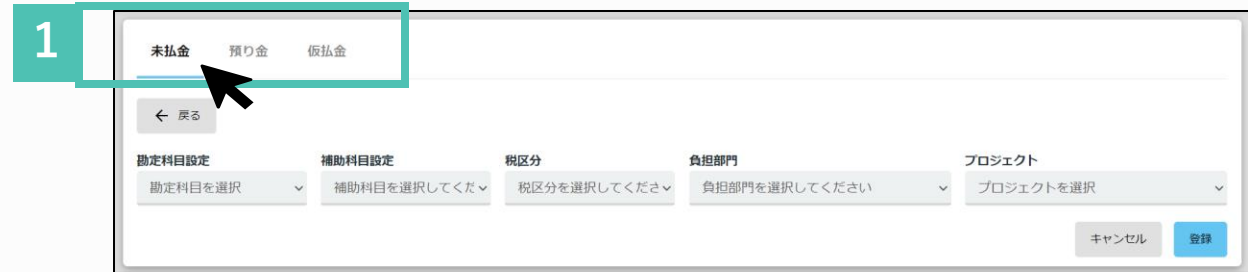 1
未払金 預り金 仮払金
← 戻る
勘定科目設定 補助科目設定 税区分 負担部門 プロジェクト
勘定科目を選択 補助科目を選択してくだ 税区分を選択してくださ 負担部門を選択してください プロジェクトを選択
キャンセル 登録